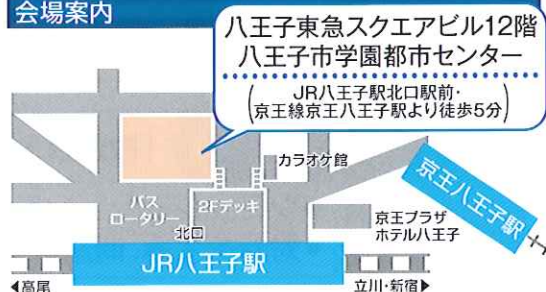 会場案内
八王子東急スクエアビル12階
八王子市学園都市センター
(JR八王子駅北口駅前・
京王線京王八王子駅より徒歩5分)
カラオケ館
京王八王子駅
バス
ロータリー
2Fデッキ
北口
京王プラザ
ホテル八王子
JR八王子駅
◀高尾
立川・新宿▶